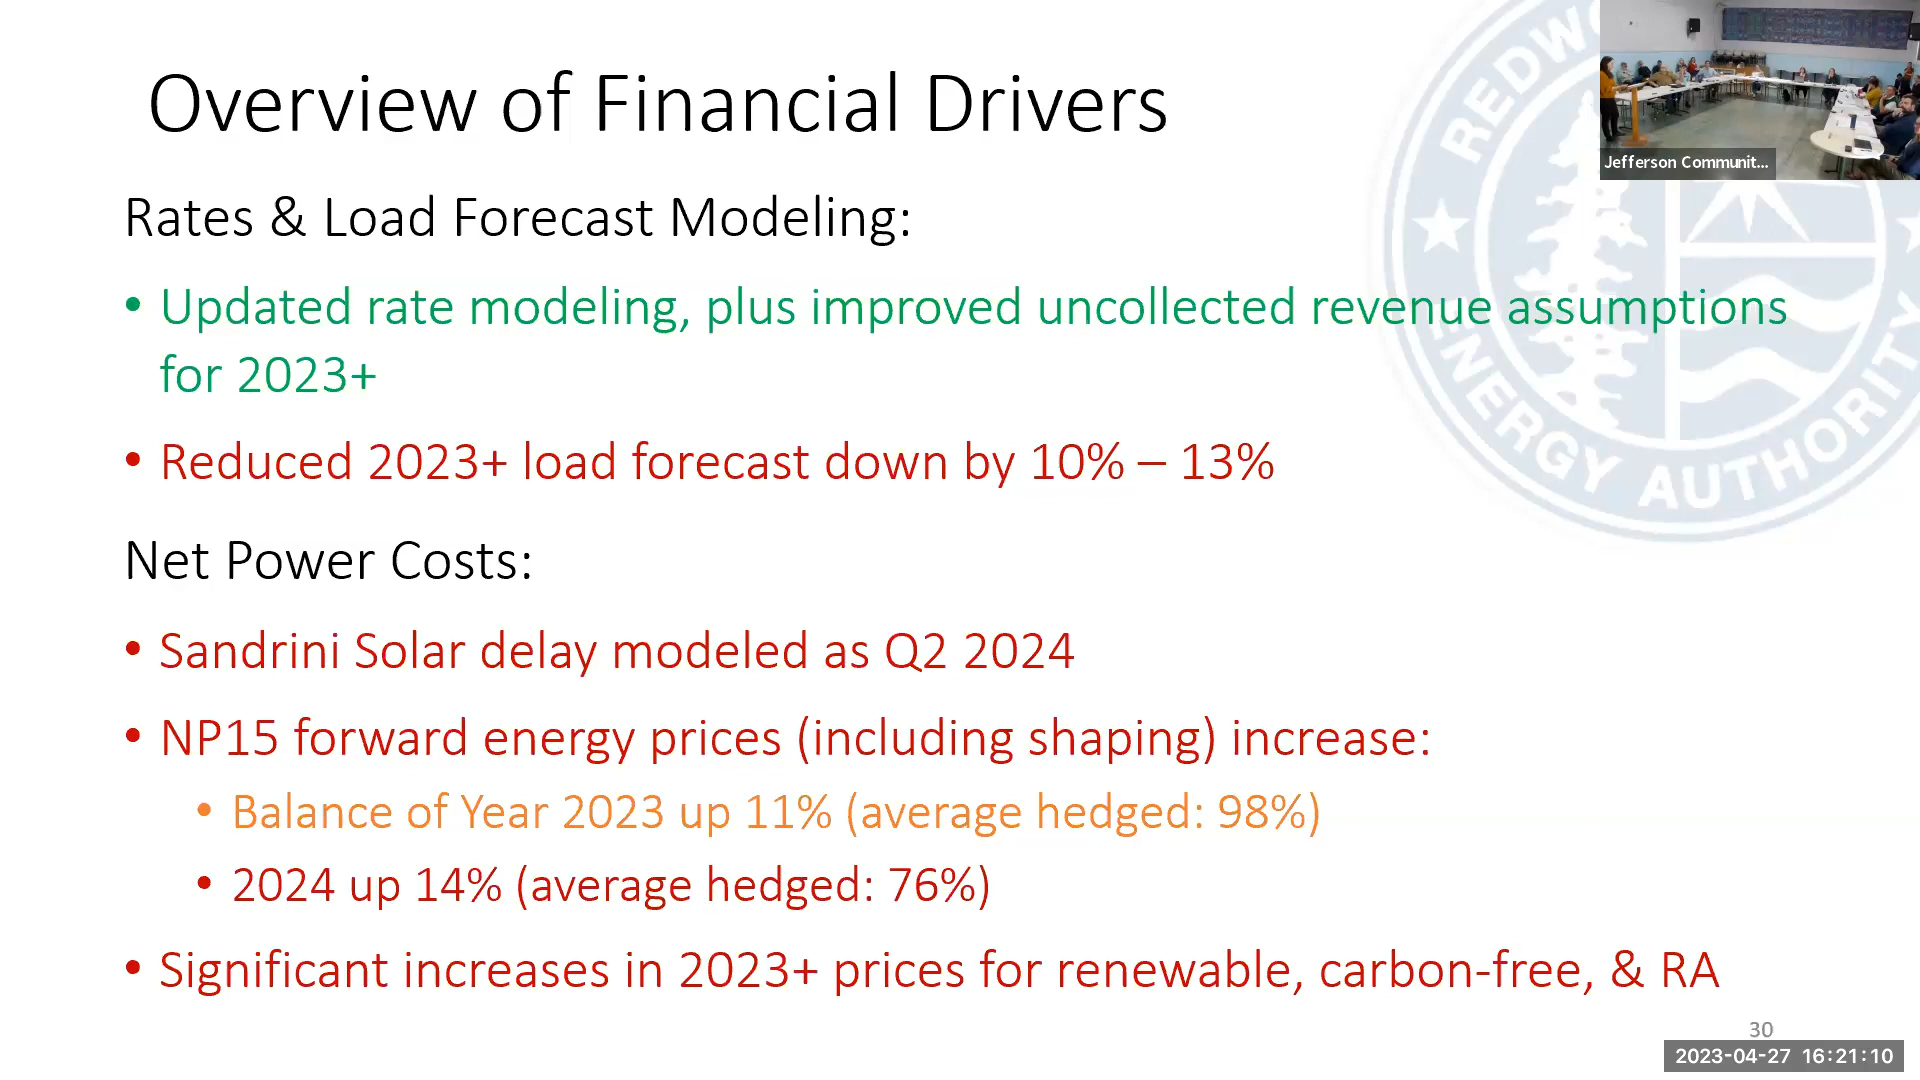 Overview of Financial Drivers
Jefferson Communit...
Rates & Load Forecast Modeling:
• Updated rate modeling, plus improved uncollected revenue assumptions
for 2023+
• Reduced 2023+ load forecast down by 10% – 13%
Net Power Costs:
• Sandrini Solar delay modeled as Q2 2024
• NP15 forward energy prices (including shaping) increase:
• Balance of Year 2023 up 11% (average hedged: 98%)
• 2024 up 14% (average hedged: 76%)
• Significant increases in 2023+ prices for renewable, carbon-free, & RA
REDWO
ENERGY AUTHORITY
30
2023-04-27 16:21:10